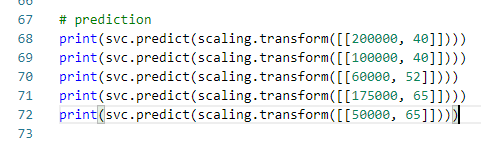 67 # prediction
68 print(svc.predict(scaling.transform([[200000, 40]])))
69 print(svc.predict(scaling.transform([[100000, 40]])))
70 print(svc.predict(scaling.transform([[60000, 52]])))
71 print(svc.predict(scaling.transform([[175000, 65]])))
72 print(svc.predict(scaling.transform([[50000, 65]])))
73